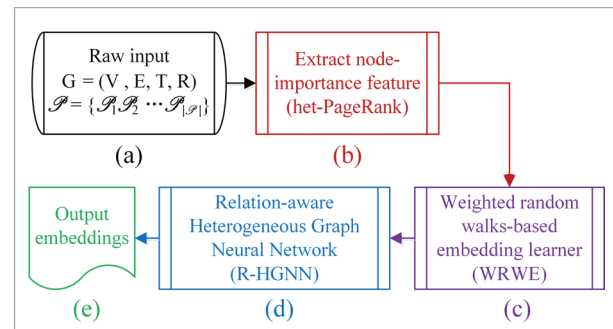 Raw input
G = (V , E, T, R)
𝒫 = {𝒫₁𝒫₂ ⋯ 𝒫|𝒫|}
(a)
Extract node-
importance feature
(het-PageRank)
(b)
Weighted random
walks-based
embedding learner
(WRWE)
(c)
Relation-aware
Heterogeneous Graph
Neural Network
(R-HGNN)
(d)
Output
embeddings
(e)